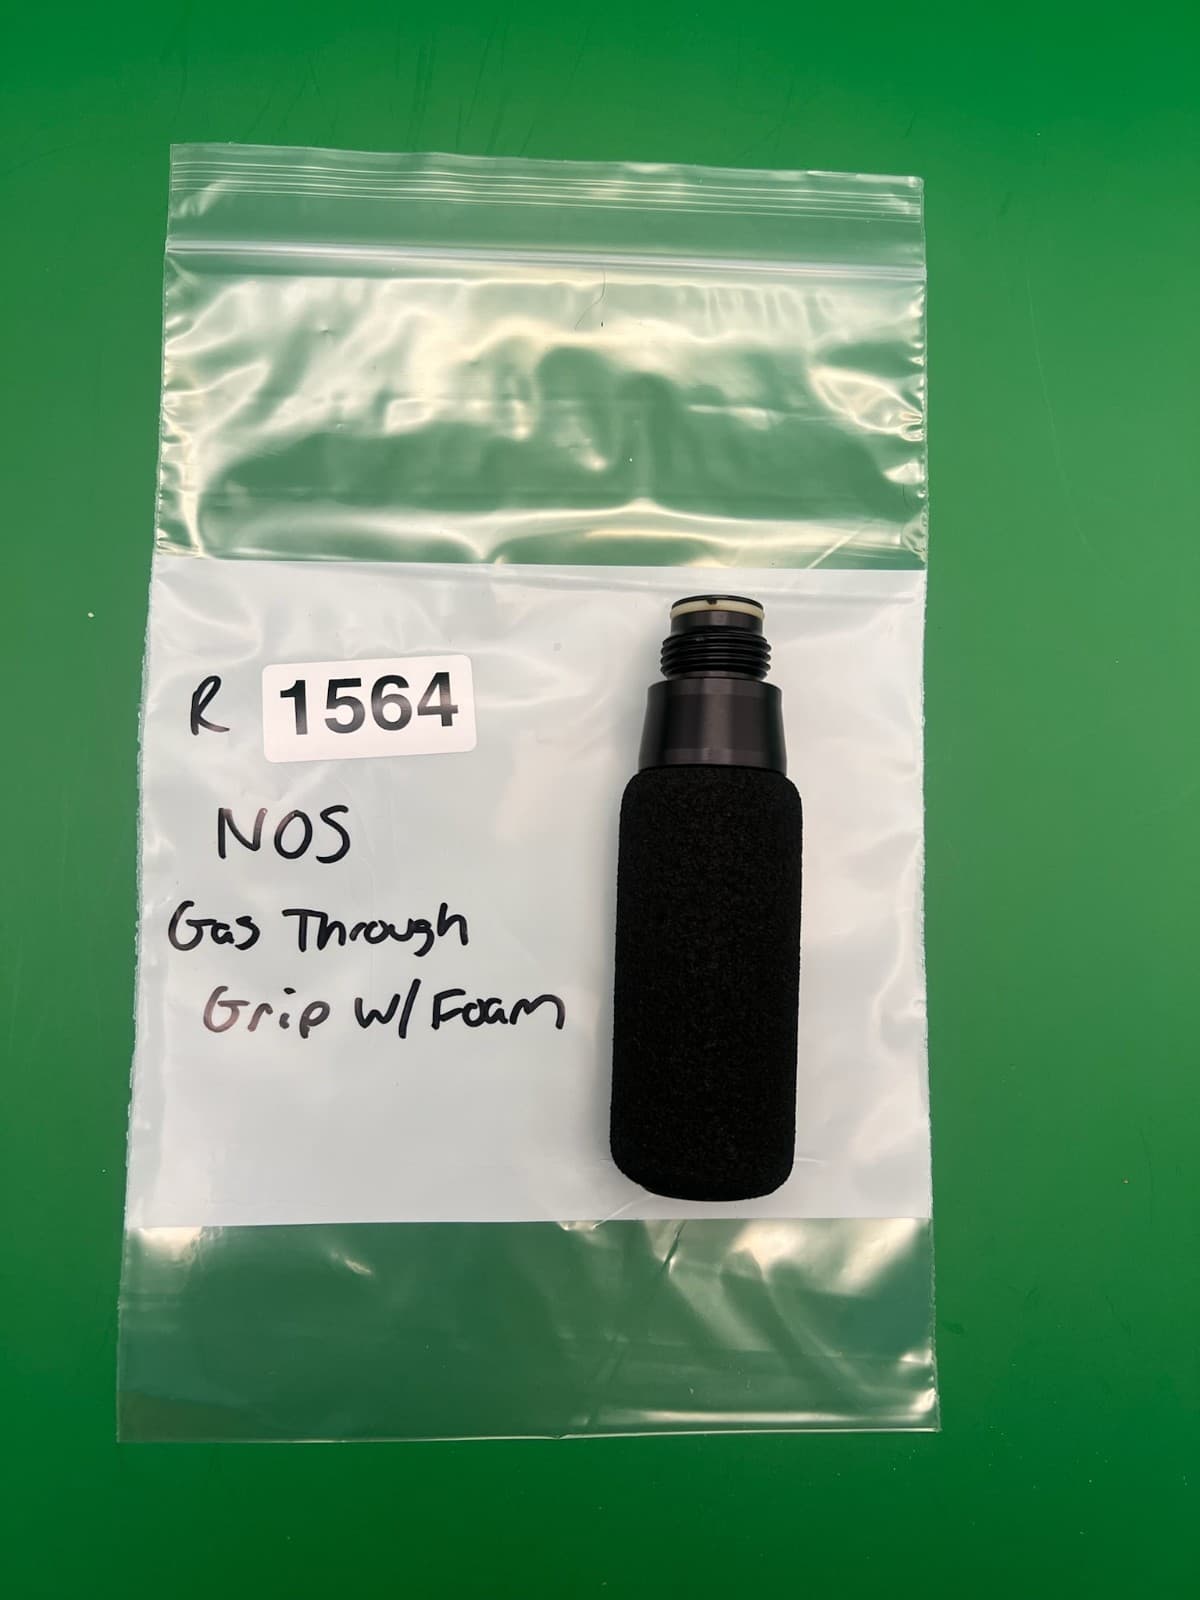 R 1564
NOS
Gas Through
Grip W/Foam